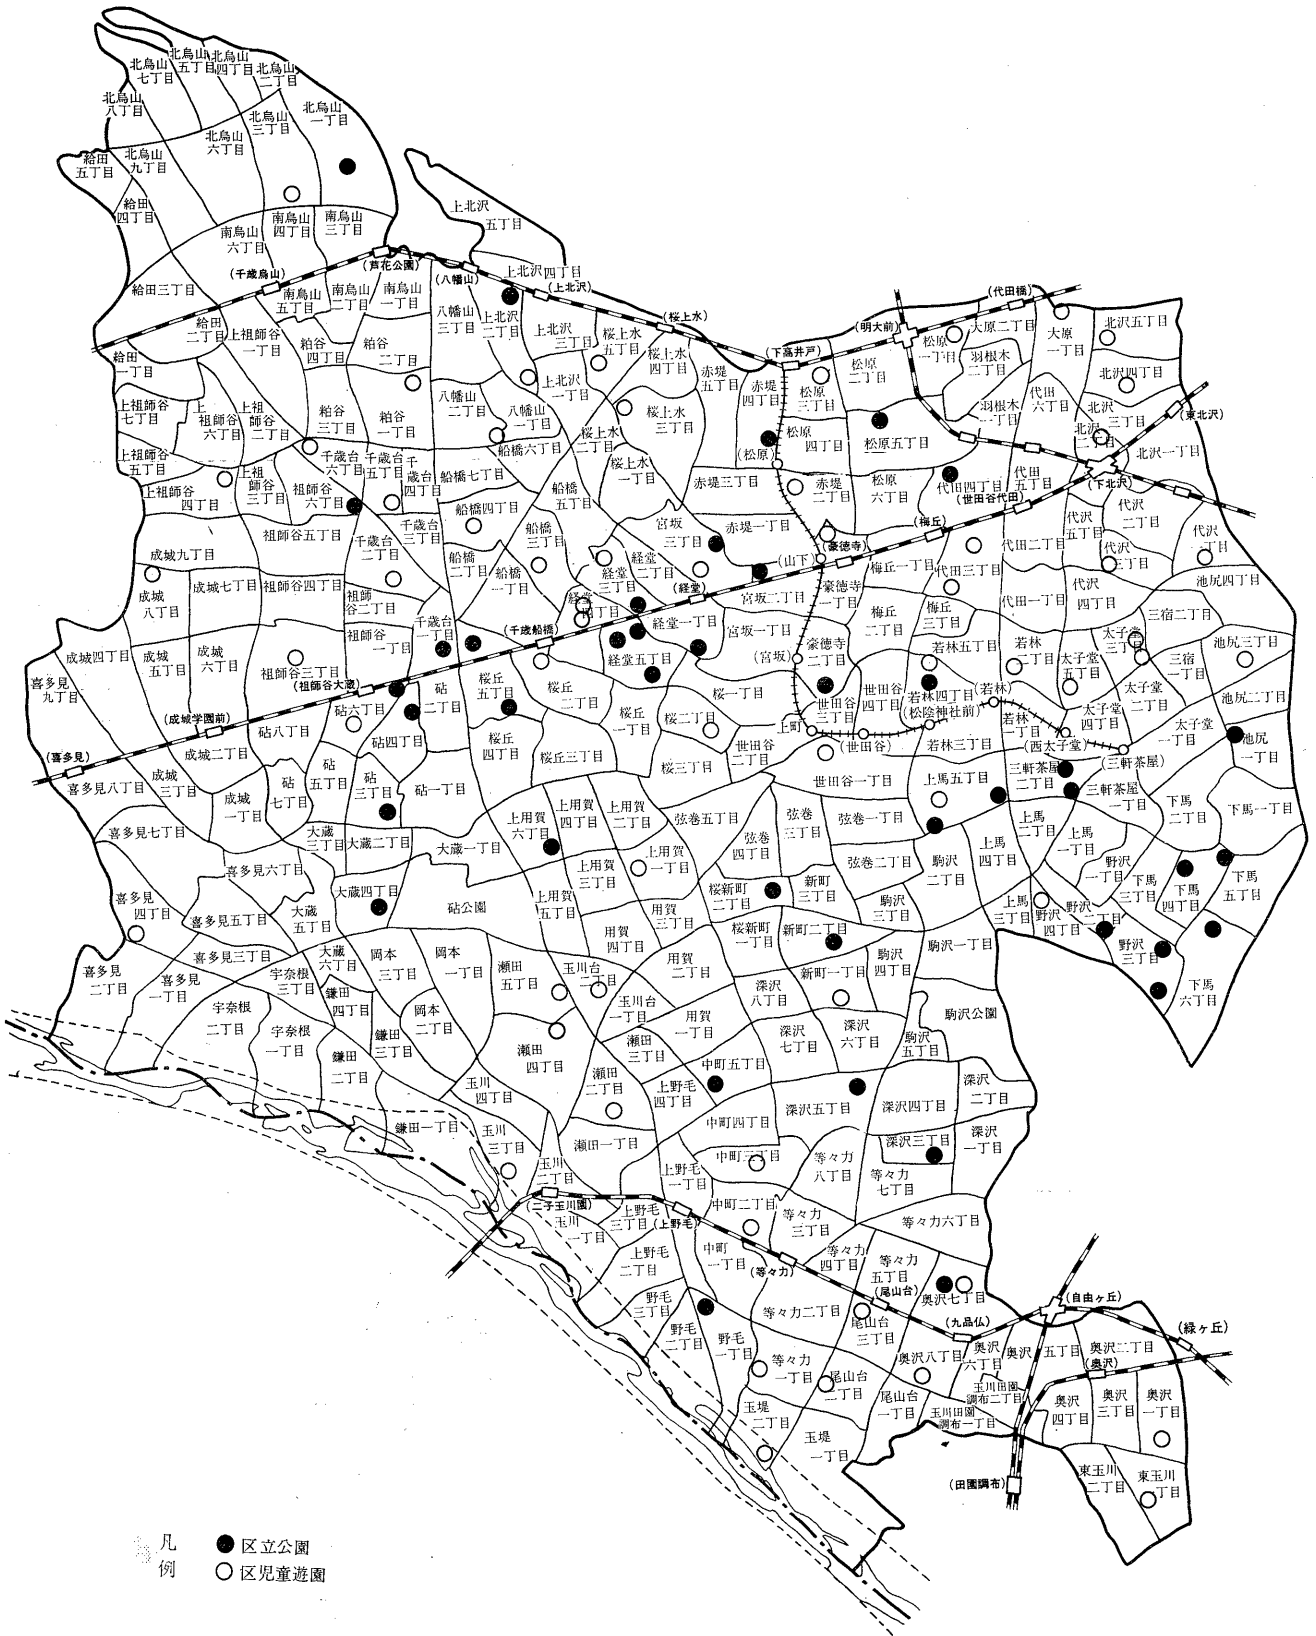 北烏山七丁目
北烏山五丁目
北烏山四丁目
北烏山二丁目
北烏山八丁目
北烏山三丁目
北烏山一丁目
北烏山六丁目
給田五丁目
北烏山九丁目
給田四丁目
南烏山六丁目
南烏山四丁目
南烏山三丁目
上北沢五丁目
(千歳烏山)
(芦花公園)
(八幡山)
上北沢四丁目
(上北沢)
給田三丁目
南烏山五丁目
南烏山二丁目
南烏山一丁目
八幡山三丁目
上北沢二丁目
上北沢三丁目
桜上水五丁目
(桜上水)
(代田橋)
(明大前)
給田二丁目
上祖師谷一丁目
粕谷四丁目
粕谷二丁目
給田一丁目
桜上水四丁目
赤堤五丁目
赤堤四丁目
(下高井戸)
松原二丁目
松原一丁目
大原二丁目
大原一丁目
北沢五丁目
羽根木二丁目
上祖師谷七丁目
上祖師谷六丁目
上祖師谷二丁目
粕谷三丁目
粕谷一丁目
八幡山二丁目
八幡山一丁目
上北沢一丁目
桜上水三丁目
松原三丁目
羽根木一丁目
代田六丁目
北沢四丁目
北沢三丁目
(東北沢)
上祖師谷五丁目
千歳台六丁目
千歳台五丁目
千歳台四丁目
船橋七丁目
船橋六丁目
桜上水二丁目
桜上水一丁目
(松原)
松原四丁目
松原五丁目
北沢二丁目
北沢一丁目
上祖師谷四丁目
上祖師谷三丁目
祖師谷六丁目
船橋五丁目
赤堤三丁目
赤堤二丁目
松原六丁目
代田四丁目
代田五丁目
(下北沢)
(世田谷代田)
祖師谷五丁目
千歳台三丁目
船橋四丁目
船橋三丁目
宮坂三丁目
赤堤一丁目
(豪徳寺)
(梅丘)
代沢五丁目
代沢二丁目
代沢三丁目
代沢一丁目
成城九丁目
千歳台二丁目
船橋二丁目
船橋一丁目
経堂三丁目
経堂二丁目
(経堂)
(山下)
梅丘一丁目
代田三丁目
代田二丁目
成城八丁目
成城七丁目
祖師谷四丁目
祖師谷二丁目
経堂四丁目
宮坂二丁目
豪徳寺一丁目
梅丘二丁目
梅丘三丁目
代田一丁目
代沢四丁目
池尻四丁目
三宿二丁目
成城四丁目
成城五丁目
成城六丁目
祖師谷三丁目
祖師谷一丁目
千歳台一丁目
(千歳船橋)
経堂一丁目
経堂五丁目
宮坂一丁目
(宮坂)
豪徳寺二丁目
若林五丁目
若林二丁目
太子堂三丁目
太子堂五丁目
三宿一丁目
池尻三丁目
喜多見九丁目
(祖師谷大蔵)
砧六丁目
砧二丁目
桜丘五丁目
桜丘二丁目
桜丘一丁目
桜一丁目
桜二丁目
世田谷三丁目
世田谷四丁目
若林四丁目
(松陰神社前)
(若林)
若林一丁目
太子堂四丁目
太子堂二丁目
太子堂一丁目
池尻二丁目
(成城学園前)
(喜多見)
成城二丁目
砧八丁目
砧四丁目
桜丘四丁目
桜丘三丁目
桜三丁目
世田谷二丁目
上町
(世田谷)
若林三丁目
(西太子堂)
(三軒茶屋)
池尻一丁目
喜多見八丁目
成城三丁目
成城一丁目
砧七丁目
砧五丁目
砧三丁目
砧一丁目
世田谷一丁目
上馬五丁目
三軒茶屋二丁目
三軒茶屋一丁目
下馬二丁目
下馬一丁目
喜多見七丁目
大蔵三丁目
大蔵二丁目
大蔵一丁目
上用賀六丁目
上用賀四丁目
上用賀二丁目
弦巻五丁目
弦巻四丁目
弦巻三丁目
弦巻一丁目
上馬四丁目
上馬二丁目
上馬一丁目
喜多見六丁目
上用賀三丁目
上用賀一丁目
弦巻二丁目
駒沢二丁目
野沢一丁目
下馬三丁目
下馬四丁目
下馬五丁目
喜多見四丁目
喜多見五丁目
大蔵五丁目
大蔵四丁目
砧公園
上用賀五丁目
用賀三丁目
桜新町二丁目
新町三丁目
駒沢三丁目
上馬三丁目
野沢四丁目
野沢二丁目
野沢三丁目
喜多見三丁目
大蔵六丁目
岡本三丁目
岡本一丁目
瀬田五丁目
玉川台二丁目
用賀四丁目
用賀二丁目
桜新町一丁目
新町二丁目
駒沢四丁目
駒沢一丁目
下馬六丁目
喜多見二丁目
喜多見一丁目
宇奈根三丁目
鎌田四丁目
岡本二丁目
玉川台一丁目
用賀一丁目
深沢八丁目
新町一丁目
駒沢公園
宇奈根二丁目
宇奈根一丁目
鎌田三丁目
鎌田二丁目
瀬田四丁目
瀬田三丁目
深沢七丁目
深沢六丁目
駒沢五丁目
玉川四丁目
瀬田二丁目
上野毛四丁目
中町五丁目
深沢五丁目
深沢四丁目
深沢二丁目
鎌田一丁目
玉川三丁目
瀬田一丁目
中町四丁目
深沢三丁目
深沢一丁目
玉川二丁目
上野毛一丁目
中町三丁目
等々力八丁目
等々力七丁目
(二子玉川園)
玉川一丁目
上野毛三丁目
(上野毛)
中町二丁目
等々力三丁目
等々力六丁目
上野毛二丁目
中町一丁目
(等々力)
等々力四丁目
等々力五丁目
(尾山台)
奥沢七丁目
(自由ヶ丘)
野毛三丁目
等々力二丁目
尾山台三丁目
(九品仏)
(緑ヶ丘)
野毛二丁目
野毛一丁目
等々力一丁目
尾山台二丁目
奥沢八丁目
奥沢六丁目
奥沢五丁目
奥沢二丁目
(奥沢)
玉川田園調布二丁目
玉堤二丁目
尾山台一丁目
玉川田園調布一丁目
奥沢四丁目
奥沢三丁目
奥沢一丁目
玉堤一丁目
(田園調布)
東玉川二丁目
東玉川一丁目
凡例
区立公園
区児童遊園